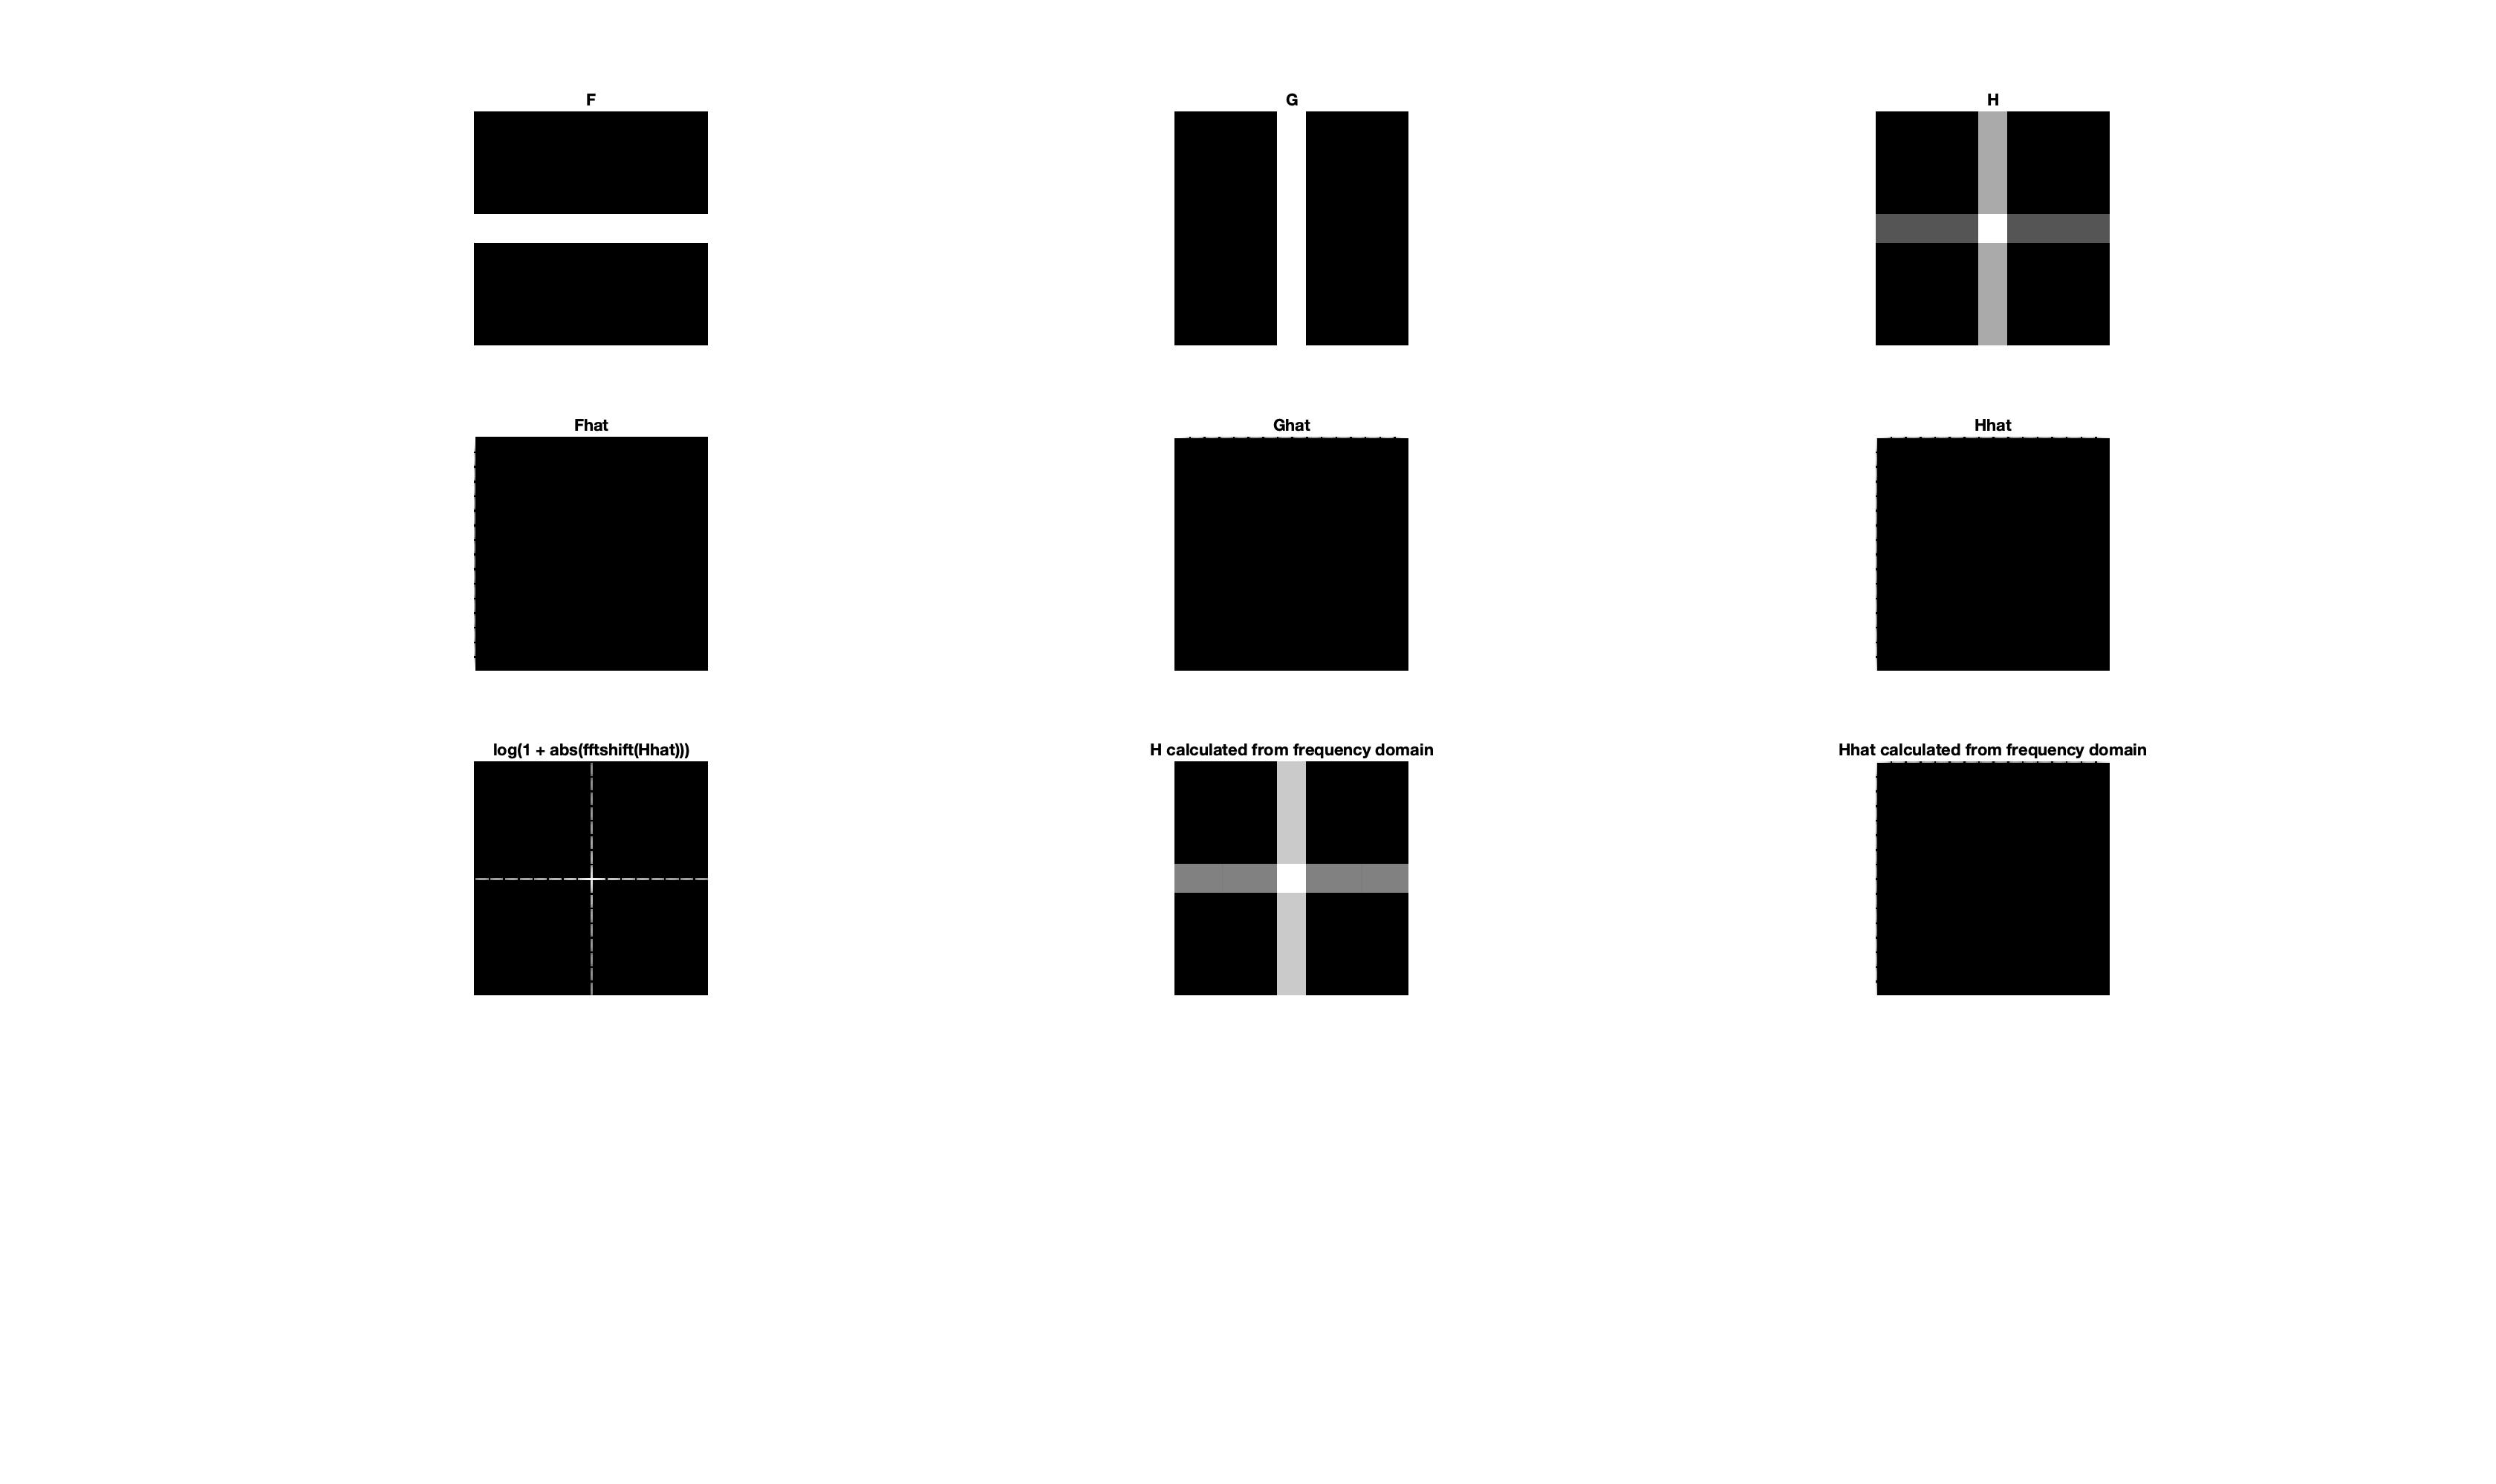 F
G
H
Fhat
Ghat
Hhat
log(1 + abs(fftshift(Hhat)))
H calculated from frequency domain
Hhat calculated from frequency domain